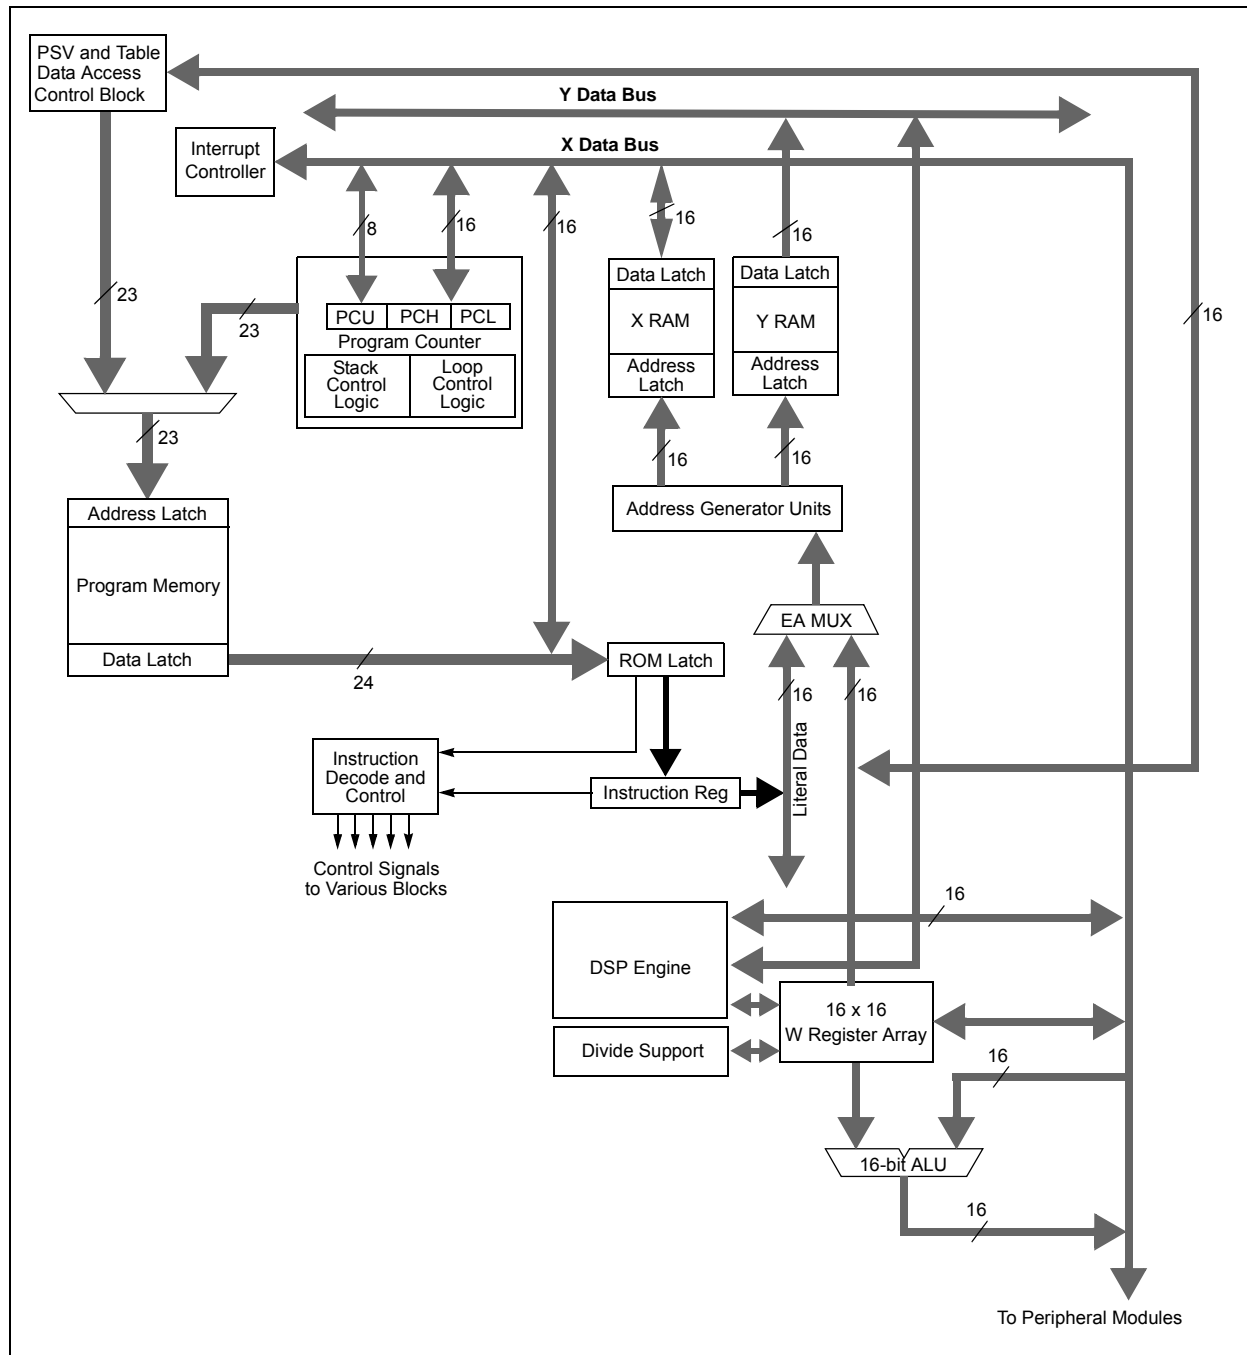 PSV and Table
Data Access
Control Block
Y Data Bus
X Data Bus
Interrupt
Controller
8
16
16
16
16
16
23
23
PCU
PCH
PCL
Program Counter
Stack
Control
Logic
Loop
Control
Logic
Data Latch
X RAM
Address
Latch
Data Latch
Y RAM
Address
Latch
23
16
16
Address Generator Units
Address Latch
Program Memory
Data Latch
24
EA MUX
ROM Latch
16
16
Literal Data
Instruction
Decode and
Control
Instruction Reg
Control Signals
to Various Blocks
16
DSP Engine
16 x 16
W Register Array
Divide Support
16
16-bit ALU
16
To Peripheral Modules